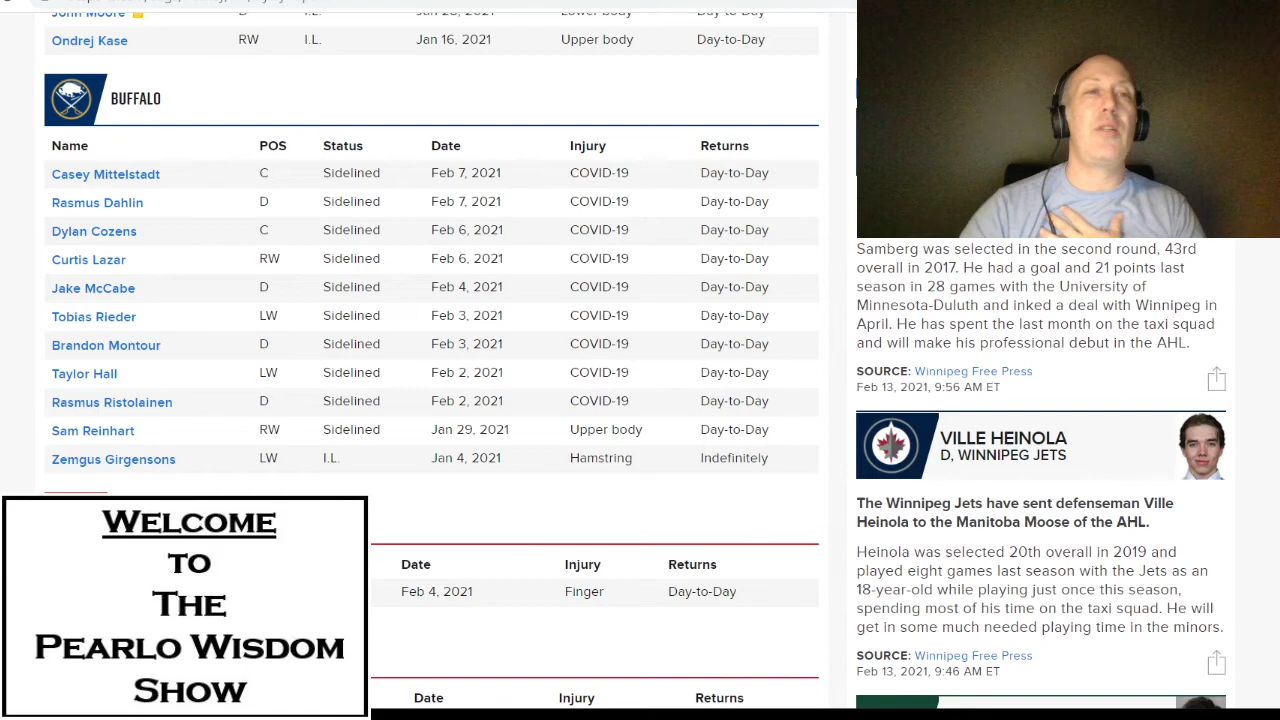 John Moore D I.L. Lower body Day-to-Day
Ondrej Kase RW I.L. Jan 16, 2021 Upper body Day-to-Day
BUFFALO
Name POS Status Date Injury Returns
Casey Mittelstadt C Sidelined Feb 7, 2021 COVID-19 Day-to-Day
Rasmus Dahlin D Sidelined Feb 7, 2021 COVID-19 Day-to-Day
Dylan Cozens C Sidelined Feb 6, 2021 COVID-19 Day-to-Day
Curtis Lazar RW Sidelined Feb 6, 2021 COVID-19 Day-to-Day
Jake McCabe D Sidelined Feb 4, 2021 COVID-19 Day-to-Day
Tobias Rieder LW Sidelined Feb 3, 2021 COVID-19 Day-to-Day
Brandon Montour D Sidelined Feb 3, 2021 COVID-19 Day-to-Day
Taylor Hall LW Sidelined Feb 2, 2021 COVID-19 Day-to-Day
Rasmus Ristolainen D Sidelined Feb 2, 2021 COVID-19 Day-to-Day
Sam Reinhart RW Sidelined Jan 29, 2021 Upper body Day-to-Day
Zemgus Girgensons LW I.L. Jan 4, 2021 Hamstring Indefinitely
Date Injury Returns
Feb 4, 2021 Finger Day-to-Day
Date Injury Returns
WELCOME
TO
THE
PEARLO WISDOM
SHOW
Samberg was selected in the second round, 43rd
overall in 2017. He had a goal and 21 points last
season in 28 games with the University of
Minnesota-Duluth and inked a deal with Winnipeg in
April. He has spent the last month on the taxi squad
and will make his professional debut in the AHL.
SOURCE: Winnipeg Free Press
Feb 13, 2021, 9:56 AM ET
VILLE HEINOLA
D, WINNIPEG JETS
The Winnipeg Jets have sent defenseman Ville
Heinola to the Manitoba Moose of the AHL.
Heinola was selected 20th overall in 2019 and
played eight games last season with the Jets as an
18-year-old while playing just once this season,
spending most of his time on the taxi squad. He will
get in some much needed playing time in the minors.
SOURCE: Winnipeg Free Press
Feb 13, 2021, 9:46 AM ET